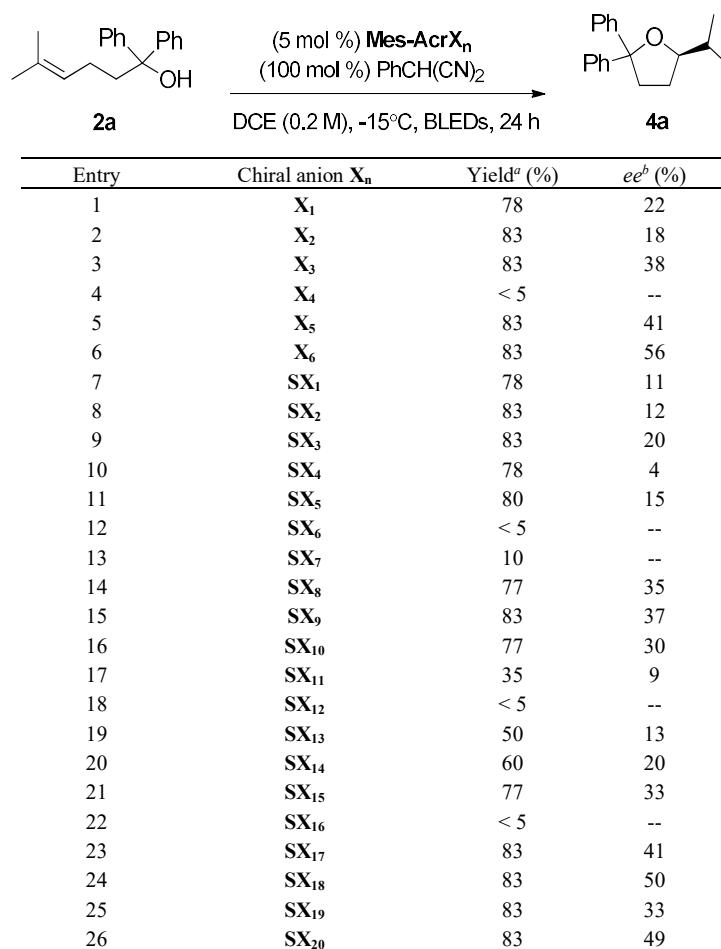 Ph Ph
OH
2a
(5 mol %) Mes-AcrXn
(100 mol %) PhCH(CN)2
DCE (0.2 M), -15°C, BLEDs, 24 h
Ph O
Ph
4a
Entry Chiral anion Xn Yield^a (%) ee^b (%)
1 X1 78 22
2 X2 83 18
3 X3 83 38
4 X4 < 5 --
5 X5 83 41
6 X6 83 56
7 SX1 78 11
8 SX2 83 12
9 SX3 83 20
10 SX4 78 4
11 SX5 80 15
12 SX6 < 5 --
13 SX7 10 --
14 SX8 77 35
15 SX9 83 37
16 SX10 77 30
17 SX11 35 9
18 SX12 < 5 --
19 SX13 50 13
20 SX14 60 20
21 SX15 77 33
22 SX16 < 5 --
23 SX17 83 41
24 SX18 83 50
25 SX19 83 33
26 SX20 83 49